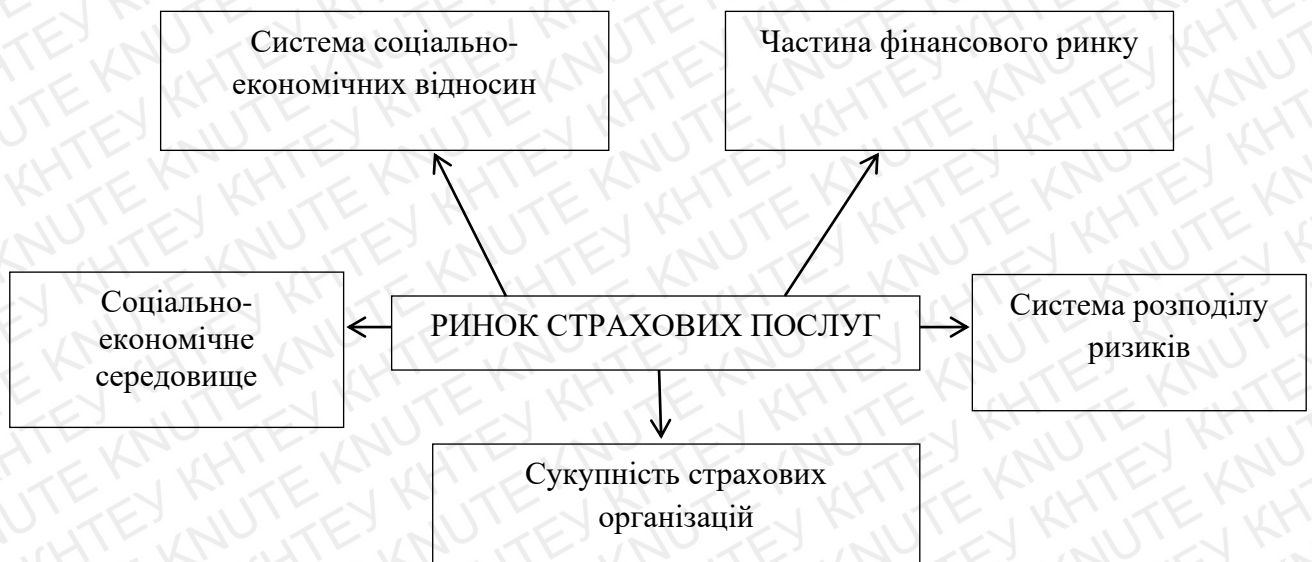 Система соціально-
економічних відносин
Частина фінансового ринку
Соціально-
економічне
середовище
РИНОК СТРАХОВИХ ПОСЛУГ
Система розподілу
ризиків
Сукупність страхових
організацій